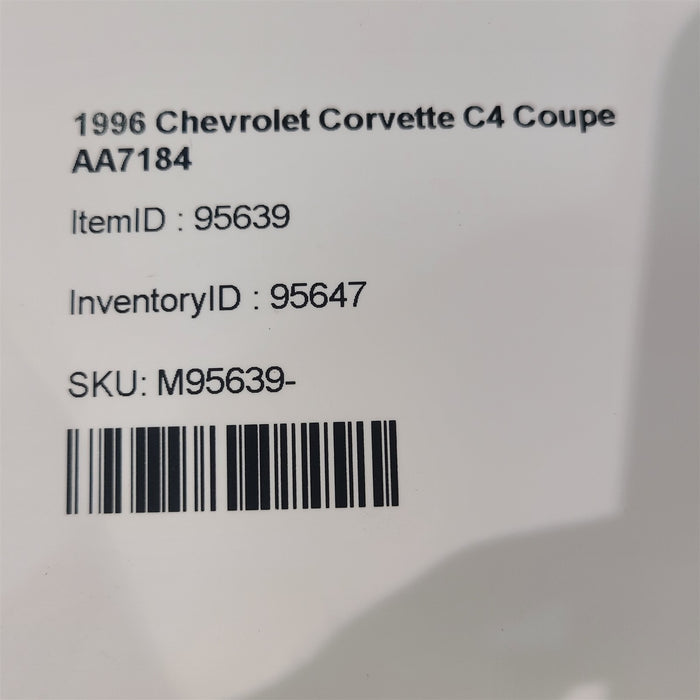 1996 Chevrolet Corvette C4 Coupe
AA7184
ItemID : 95639
InventoryID : 95647
SKU: M95639-